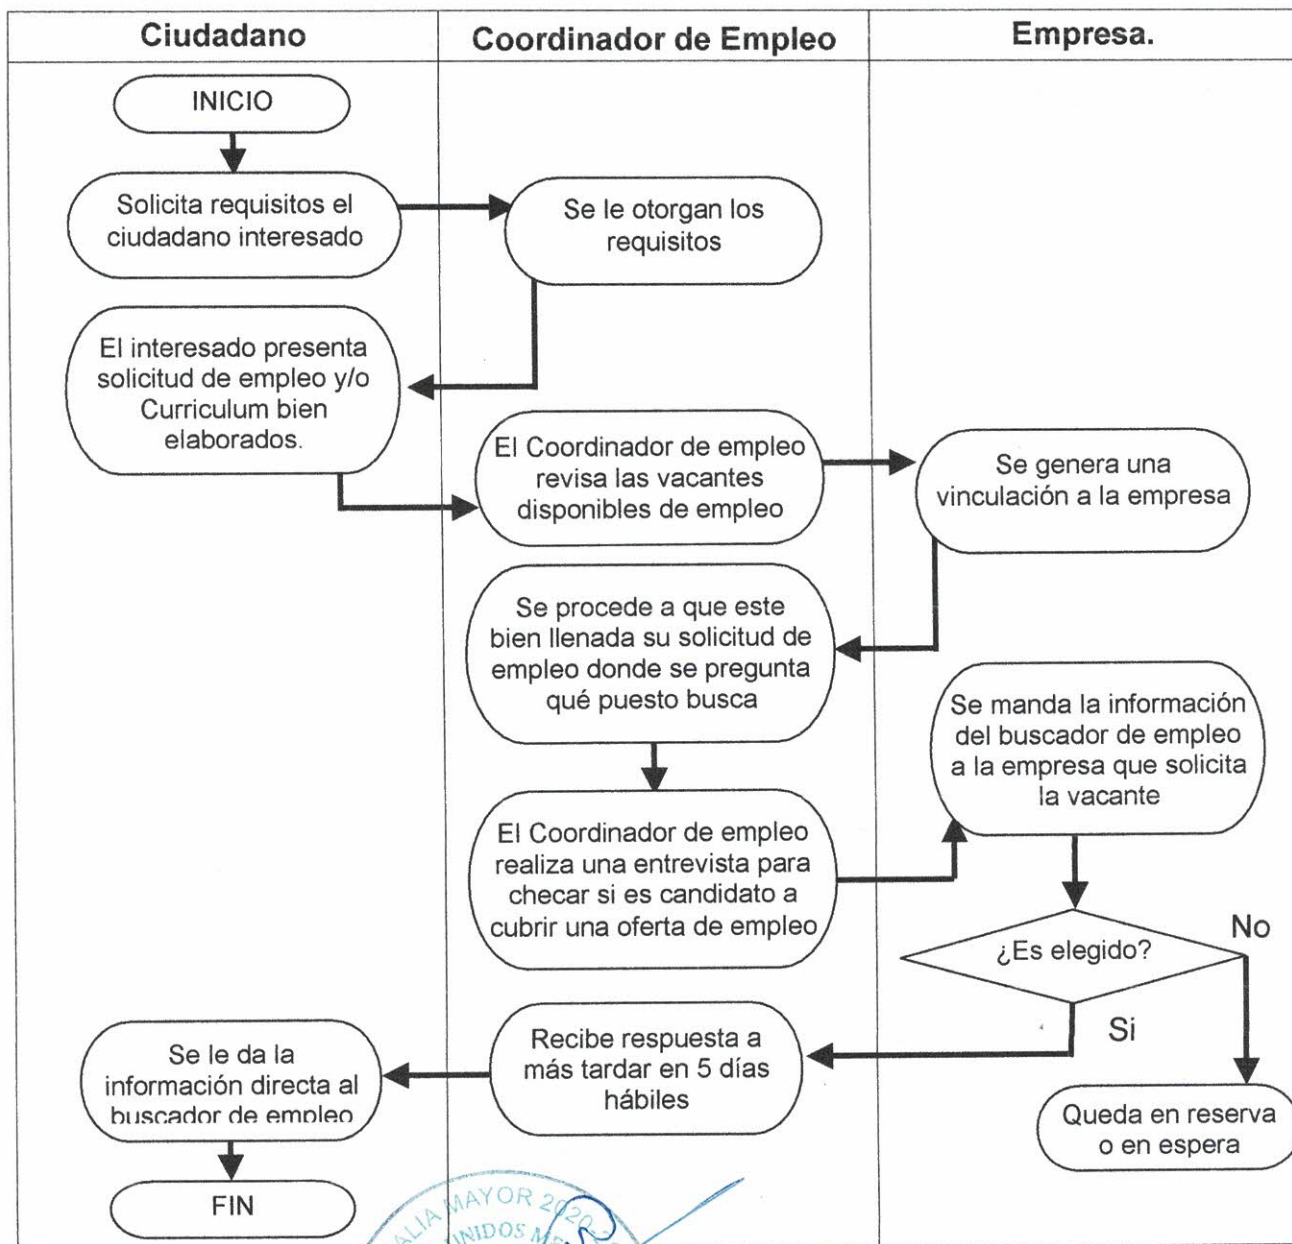 Ciudadano
Coordinador de Empleo
Empresa.
INICIO
Solicita requisitos el
ciudadano interesado
Se le otorgan los
requisitos
El interesado presenta
solicitud de empleo y/o
Curriculum bien
elaborados.
El Coordinador de empleo
revisa las vacantes
disponibles de empleo
Se genera una
vinculación a la empresa
Se procede a que este
bien llenada su solicitud de
empleo donde se pregunta
qué puesto busca
Se manda la información
del buscador de empleo
a la empresa que solicita
la vacante
El Coordinador de empleo
realiza una entrevista para
checar si es candidato a
cubrir una oferta de empleo
¿Es elegido?
No
Si
Recibe respuesta a
más tardar en 5 días
hábiles
Se le da la
información directa al
buscador de empleo
Queda en reserva
o en espera
FIN
MAYOR
UNIDOS